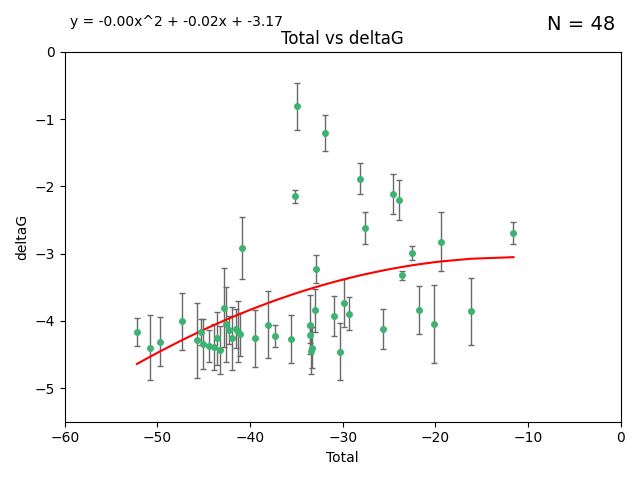 y = -0.00x^2 + -0.02x + -3.17
N = 48
Total vs deltaG
0
−1
−2
−3
−4
−5
deltaG
−60 −50 −40 −30 −20 −10 0
Total